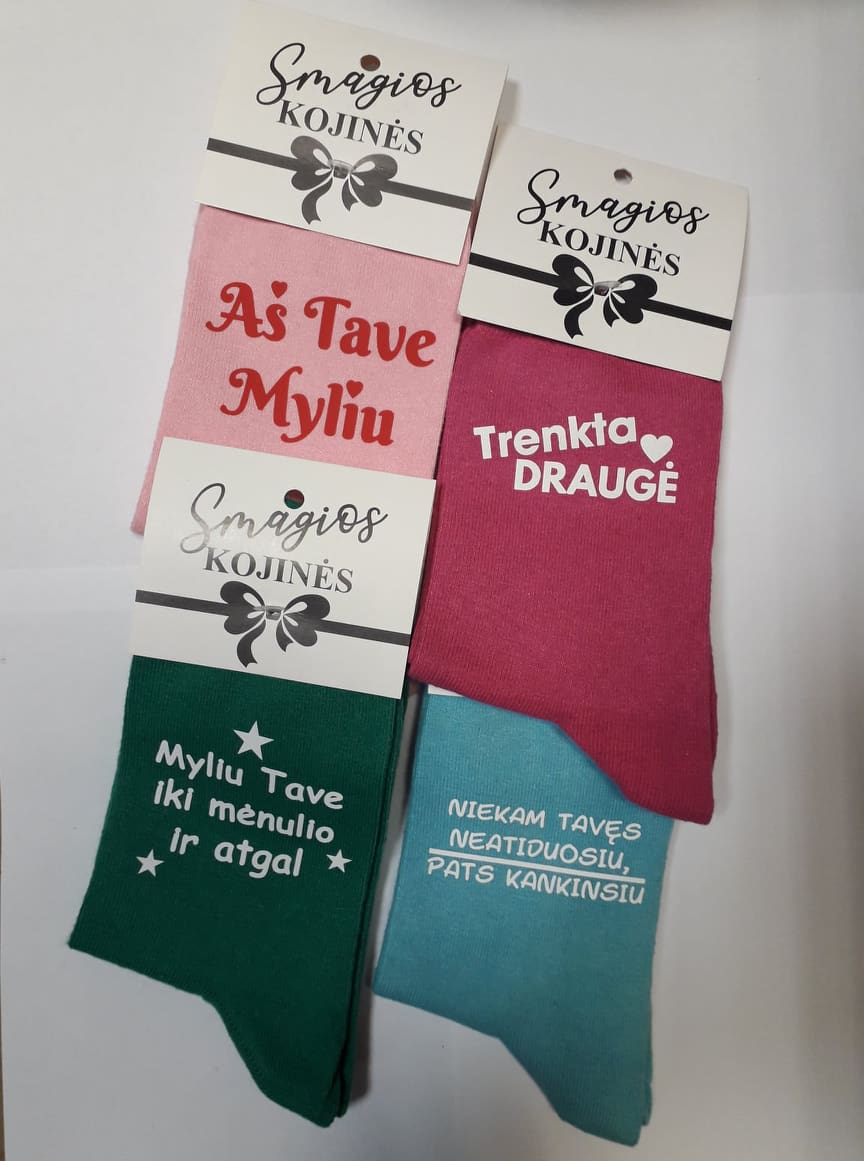 Smagios
KOJINĖS
Aš Tave
Myliu
Smagios
KOJINĖS
Trenkta
DRAUGĖ
Smagios
KOJINĖS
Myliu Tave
iki mėnulio
ir atgal
NIEKAM TAVĘS
NEATIDUOSIU,
PATS KANKINSIU